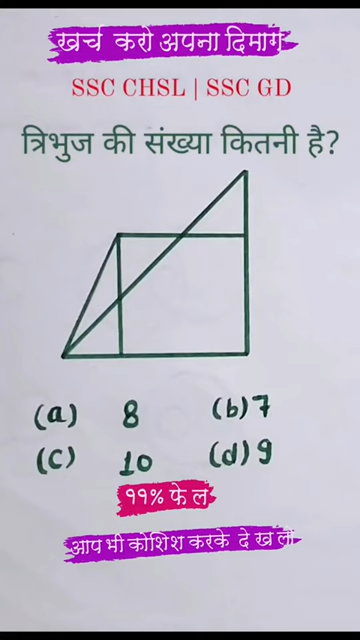 खर्च करो अपना दिमाग
SSC CHSL | SSC GD
त्रिभुज की संख्या कितनी है?
(a) 8 (b) 7
(c) 10 (d) 9
99% फेल
आप भी कोशिश करके देख लो